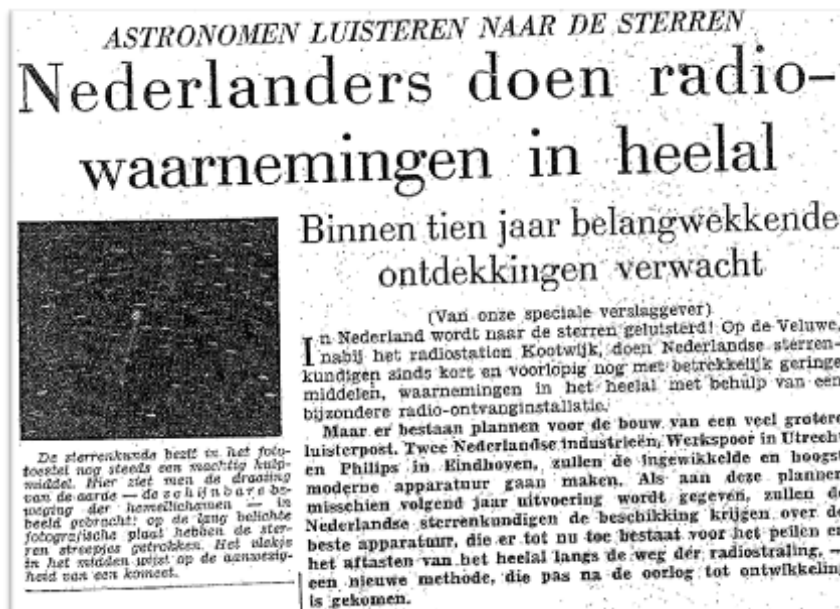 ASTRONOMEN LUISTEREN NAAR DE STERREN
Nederlanders doen radio-
waarnemingen in heelal
Binnen tien jaar belangwekkende
ontdekkingen verwacht
(Van onze speciale verslaggever)
In Nederland wordt naar de sterren geluisterd! Op de Veluwe,
nabij het radiostation Kootwijk, doen Nederlandse sterren-
kundigen sinds kort en voorlopig nog met betrekkelijk geringe
middelen, waarnemingen in het heelal met behulp van een
bijzondere radio-ontvanginstallatie.
Maar er bestaan plannen voor de bouw van een veel grotere
luisterpost. Twee Nederlandse industrieën, Werkspoor in Utrecht
en Philips in Eindhoven, zullen de ingewikkelde en hoogst
moderne apparatuur gaan maken. Als aan deze plannen
misschien volgend jaar uitvoering wordt gegeven, zullen de
Nederlandse sterrenkundigen de beschikking krijgen over de
beste apparatuur, die er tot nu toe bestaat voor het peilen en
het aftasten van het heelal langs de weg der radiostraling, —
een nieuwe methode, die pas na de oorlog tot ontwikkeling
is gekomen.
De sterrenkunde bezit in het foto-
toestel nog steeds een machtig hulp-
middel. Hier ziet men de draaiing
van de aarde — de schijnbare be-
weging der hemellichamen — in
beeld gebracht: op de lang belichte
fotografische plaat hebben de ster-
ren streepjes getrokken. Het vlekje
in het midden wijst op de aanwezig-
heid van een komeet.